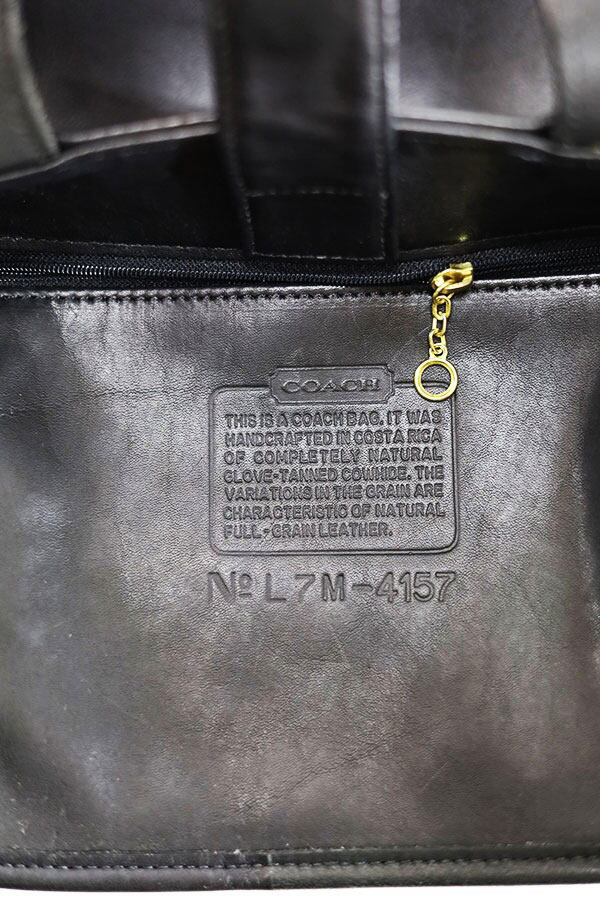 COACH
THIS IS A COACH BAG. IT WAS
HANDCRAFTED IN COSTA RICA
OF COMPLETELY NATURAL
GLOVE-TANNED COWHIDE. THE
VARIATIONS IN THE GRAIN ARE
CHARACTERISTIC OF NATURAL
FULL-GRAIN LEATHER.
Nº L7M-4157